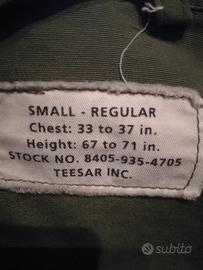 SMALL - REGULAR
Chest: 33 to 37 in.
Height: 67 to 71 in.
STOCK NO. 8405-935-4705
TEESAR INC.
subito